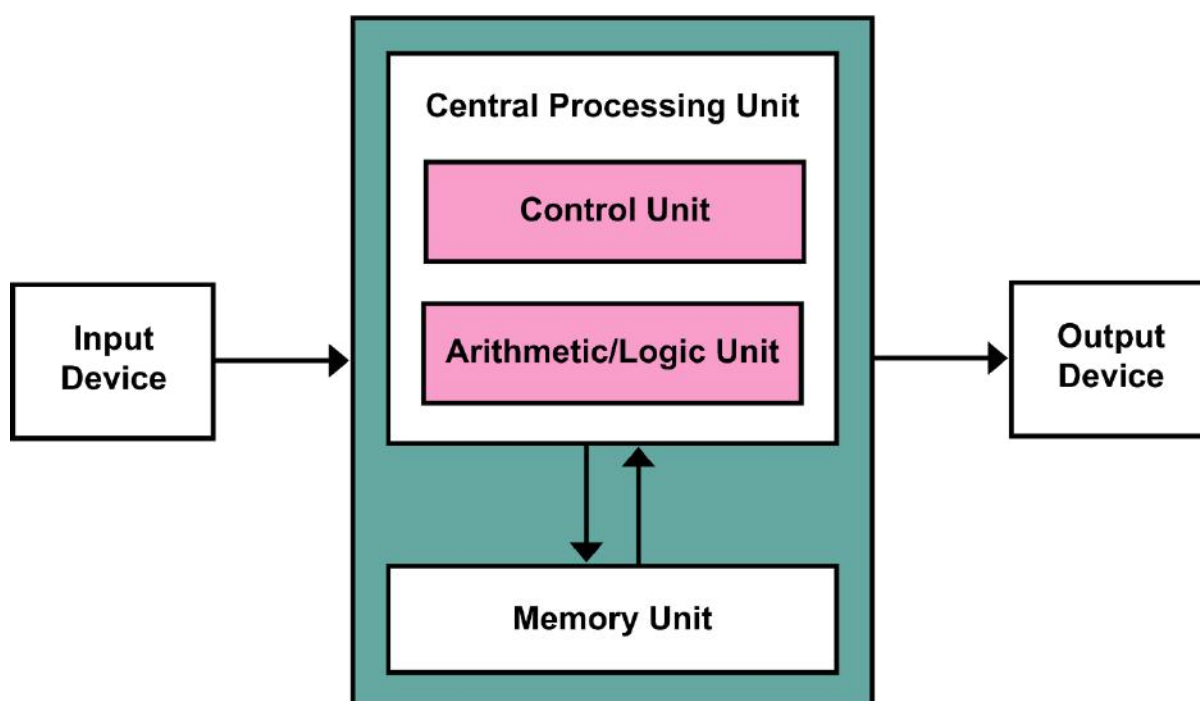 Central Processing Unit
Control Unit
Arithmetic/Logic Unit
Input
Device
Output
Device
Memory Unit